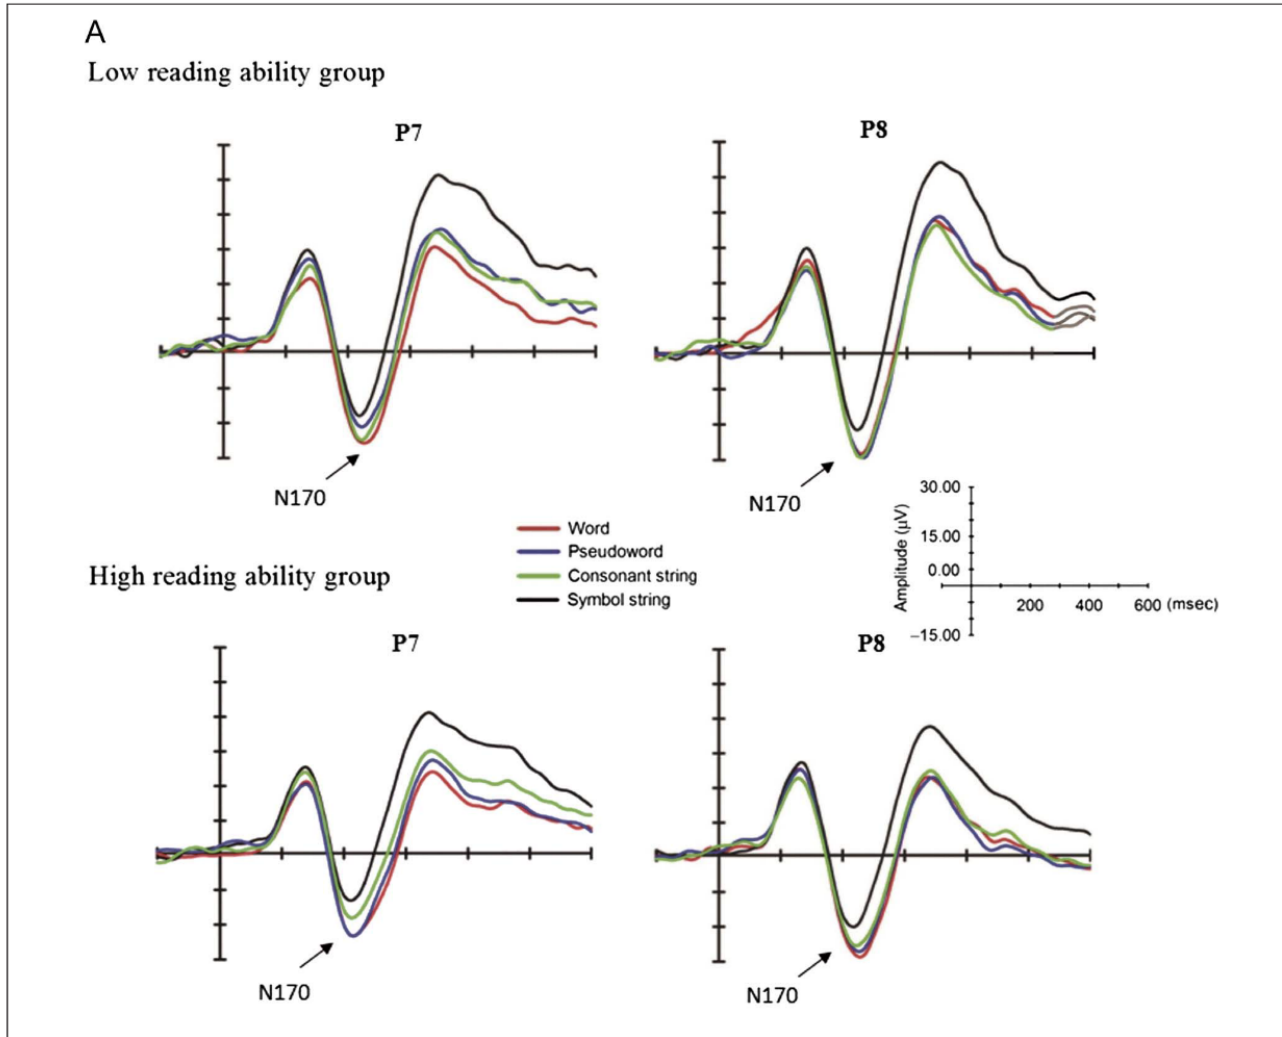 A
Low reading ability group
P7
P8
N170
N170
Word
Pseudoword
Consonant string
Symbol string
30.00
15.00
0.00
−15.00
Amplitude (µV)
200 400 600 (msec)
High reading ability group
P7
P8
N170
N170